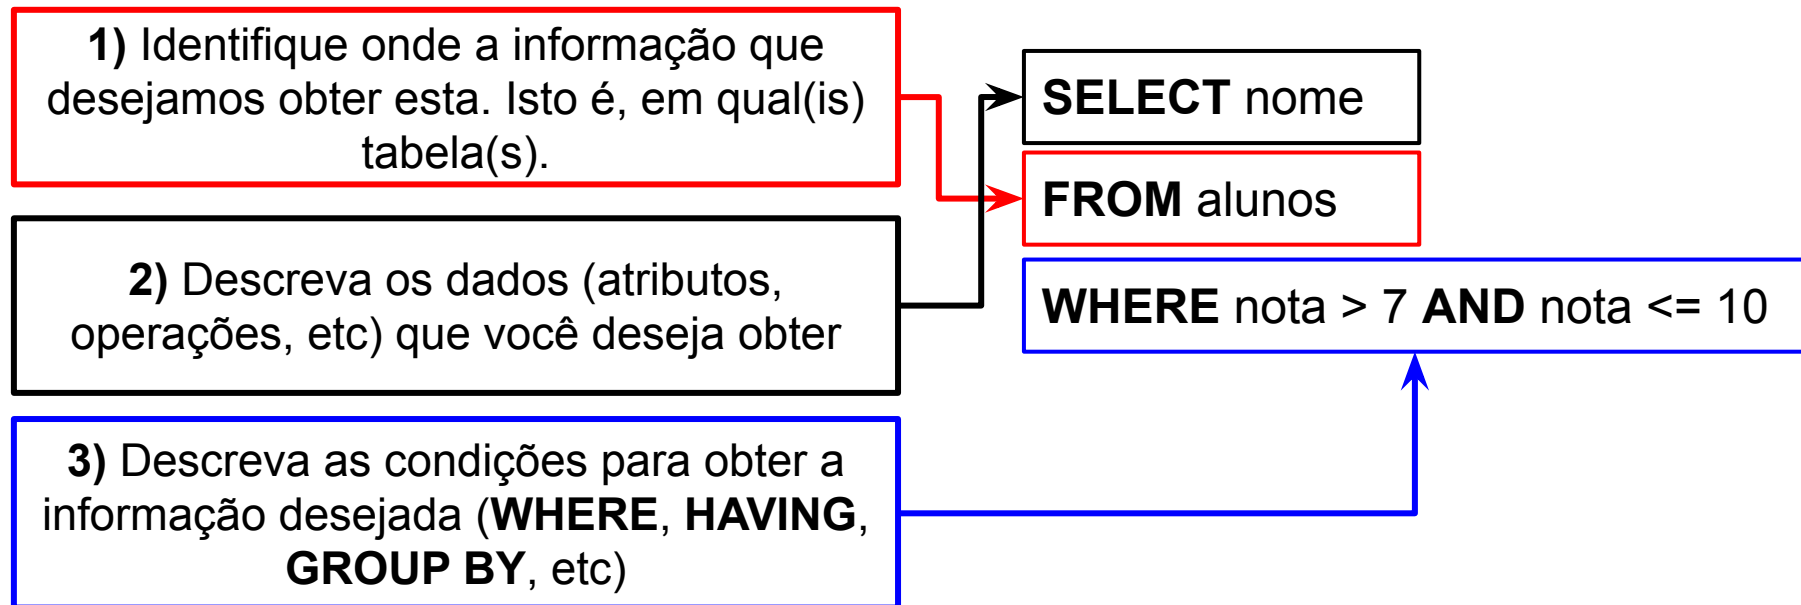 1) Identifique onde a informação que
desejamos obter esta. Isto é, em qual(is)
tabela(s).
2) Descreva os dados (atributos,
operações, etc) que você deseja obter
3) Descreva as condições para obter a
informação desejada (WHERE, HAVING,
GROUP BY, etc)
SELECT nome
FROM alunos
WHERE nota > 7 AND nota <= 10